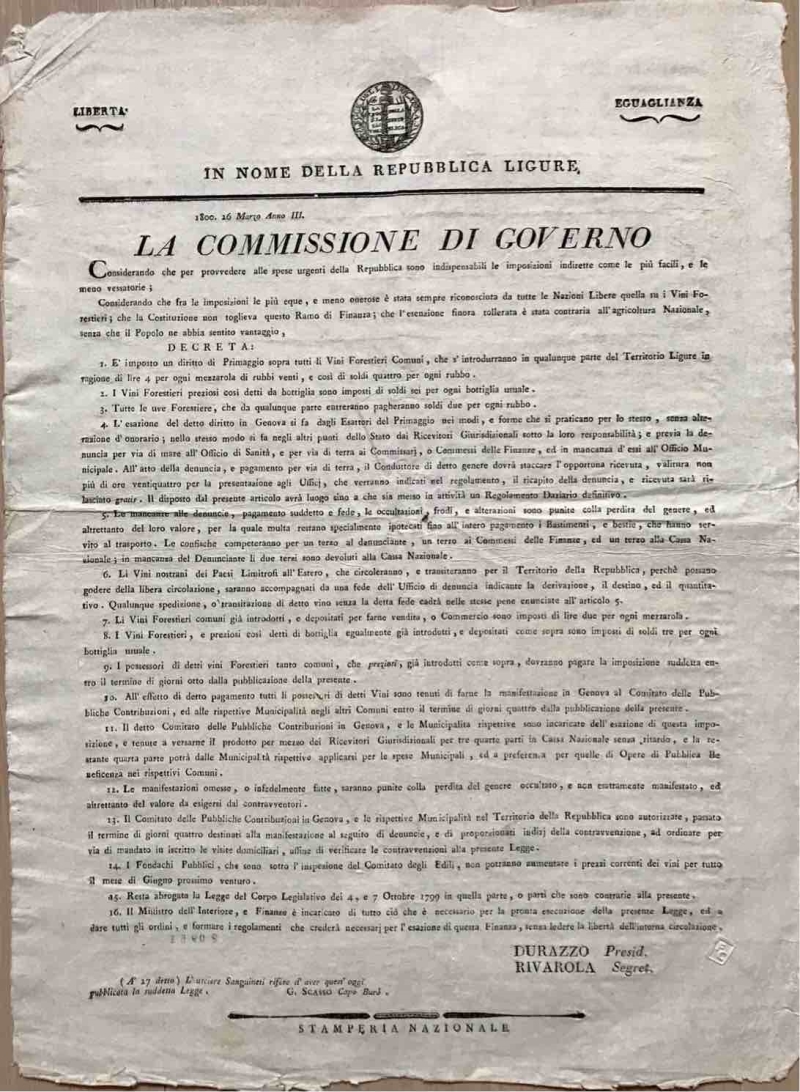 LIBERTA'
EGUAGLIANZA
IN NOME DELLA REPUBBLICA LIGURE,
1800. 26 Marzo Anno III.
LA COMMISSIONE DI GOVERNO
Considerando che per provvedere alle spese urgenti della Repubblica sono indispensabili le imposizioni indirette come le più facili, e le
meno vessatorie;
Considerando che fra le imposizioni le più eque, e meno onerose è stata sempre riconosciuta da tutte le Nazioni Libere quella su i Vini Fo-
restieri; che la Costituzione non toglieva questo Ramo di Finanza; che l'esenzione finora tollerata è stata contraria all'agricoltura Nazionale,
senza che il Popolo ne abbia sentito vantaggio,
DECRETA:
1. E' imposto un diritto di Primaggio sopra tutti li Vini Forestieri Comuni, che s'introdurranno in qualunque parte del Territorio Ligure in
ragione di lire 4 per ogni mezzarola di rubbi venti, e così di soldi quattro per ogni rubbo.
2. I Vini Forestieri preziosi così detti da bottiglia sono imposti di soldi sei per ogni bottiglia usuale.
3. Tutte le uve Forestiere, che da qualunque parte entreranno pagheranno soldi due per ogni rubbo.
4. L'esazione del detto diritto in Genova si fa dagli Esattori del Primaggio nei modi, e forme che si praticano per lo stesso, senza alte-
razione d'onorario; nello stesso modo si fa negli altri punti dello Stato dai Ricevitori Giurisdizionali sotto la loro responsabilità; e previa la de-
nuncia per via di mare all'Officio di Sanità, e per via di terra ai Commissarj, o Commessi delle Finanze, ed in mancanza d'essi all'Officio Mu-
nicipale. All'atto della denuncia, e pagamento per via di terra, il Conduttore di detto genere dovrà staccare l'opportuna ricevuta, valitura non
più di ore ventiquattro per la presentazione agli Ufficj, che verranno indicati nel regolamento, il ricapito della denuncia, e ricevuta sarà ri-
lasciato gratis. Il disposto dal presente articolo avrà luogo sino a che sia messo in attività un Regolamento Daziario definitivo.
5. Le mancanze alle denuncie, pagamento suddetto e fede, le occultazioni, frodi, e alterazioni sono punite colla perdita del genere, ed
altrettanto del loro valore, per la quale multa restano specialmente ipotecati fino all'intero pagamento i Bastimenti, e bestie, che hanno ser-
vito al trasporto. Le confische competeranno per un terzo al denunciante, un terzo ai Commessi delle Finanze, ed un terzo alla Cassa Na-
zionale; in mancanza del Denunciante li due terzi sono devoluti alla Cassa Nazionale.
6. Li Vini nostrani dei Paesi Limitrofi all'Estero, che circoleranno, e transiteranno per il Territorio della Repubblica, perchè possano
godere della libera circolazione, saranno accompagnati da una fede dell'Ufficio di denuncia indicante la derivazione, il destino, ed il quantita-
tivo. Qualunque spedizione, o transitazione di detto vino senza la detta fede cadrà nelle stesse pene enunciate all'articolo 5.
7. Li Vini Forestieri comuni già introdotti, e depositati per farne vendita, o Commercio sono imposti di lire due per ogni mezzarola.
8. I Vini Forestieri, e preziosi così detti di bottiglia egualmente già introdotti, e depositati come sopra sono imposti di soldi tre per ogni
bottiglia usuale.
9. I possessori di detti vini Forestieri tanto comuni, che preziosi, già introdotti come sopra, dovranno pagare la imposizione suddetta en-
tro il termine di giorni otto dalla pubblicazione della presente.
10. All'effetto di detto pagamento tutti li possessori di detti Vini sono tenuti di farne la manifestazione in Genova al Comitato delle Pub-
bliche Contribuzioni, ed alle rispettive Municipalità negli altri Comuni entro il termine di giorni quattro dalla pubblicazione della presente.
11. Il detto Comitato delle Pubbliche Contribuzioni in Genova, e le Municipalità rispettive sono incaricate dell'esazione di questa impo-
sizione, e tenute a versarne il prodotto per mezzo dei Ricevitori Giurisdizionali per tre quarte parti in Cassa Nazionale senza ritardo, e la re-
stante quarta parte potrà dalle Municipalità rispettive applicarsi per le spese Municipali, ed a preferenza per quelle di Opere di Pubblica Be
neficenza nei rispettivi Comuni.
12. Le manifestazioni omesse, o infedelmente fatte, saranno punite colla perdita del genere occultato, e non esattamente manifestato, ed
altrettanto del valore da esigersi dai contravventori.
13. Il Comitato delle Pubbliche Contribuzioni in Genova, e le rispettive Municipalità nel Territorio della Repubblica sono autorizzate, passato
il termine di giorni quattro destinati alla manifestazione al seguito di denuncie, e di proporzionati indizj della contravvenzione, ad ordinare per
via di mandato in iscritto le visite domiciliari, affine di verificare le contravvenzioni alla presente Legge.
14. I Fondachi Pubblici, che sono sotto l'inspezione del Comitato degli Edili, non potranno aumentare i prezzi correnti dei vini per tutto
il mese di Giugno prossimo venturo.
15. Resta abrogata la Legge del Corpo Legislativo dei 4, e 7 Ottobre 1799 in quella parte, o parti che sono contrarie alla presente.
16. Il Ministro dell'Interiore, e Finanze è incaricato di tutto ciò che è necessario per la pronta esecuzione della presente Legge, ed a
dare tutti gli ordini, e formare i regolamenti che crederà necessarj per l'esazione di questa Finanza, senza ledere la libertà dell'interna circolazione.
DURAZZO Presid.
RIVAROLA Segret.
(A' 27 detto) L'usciere Sanguineti riferì d'aver quest'oggi
pubblicata la suddetta Legge. G. SCASSO Capo Burò.
STAMPERIA NAZIONALE